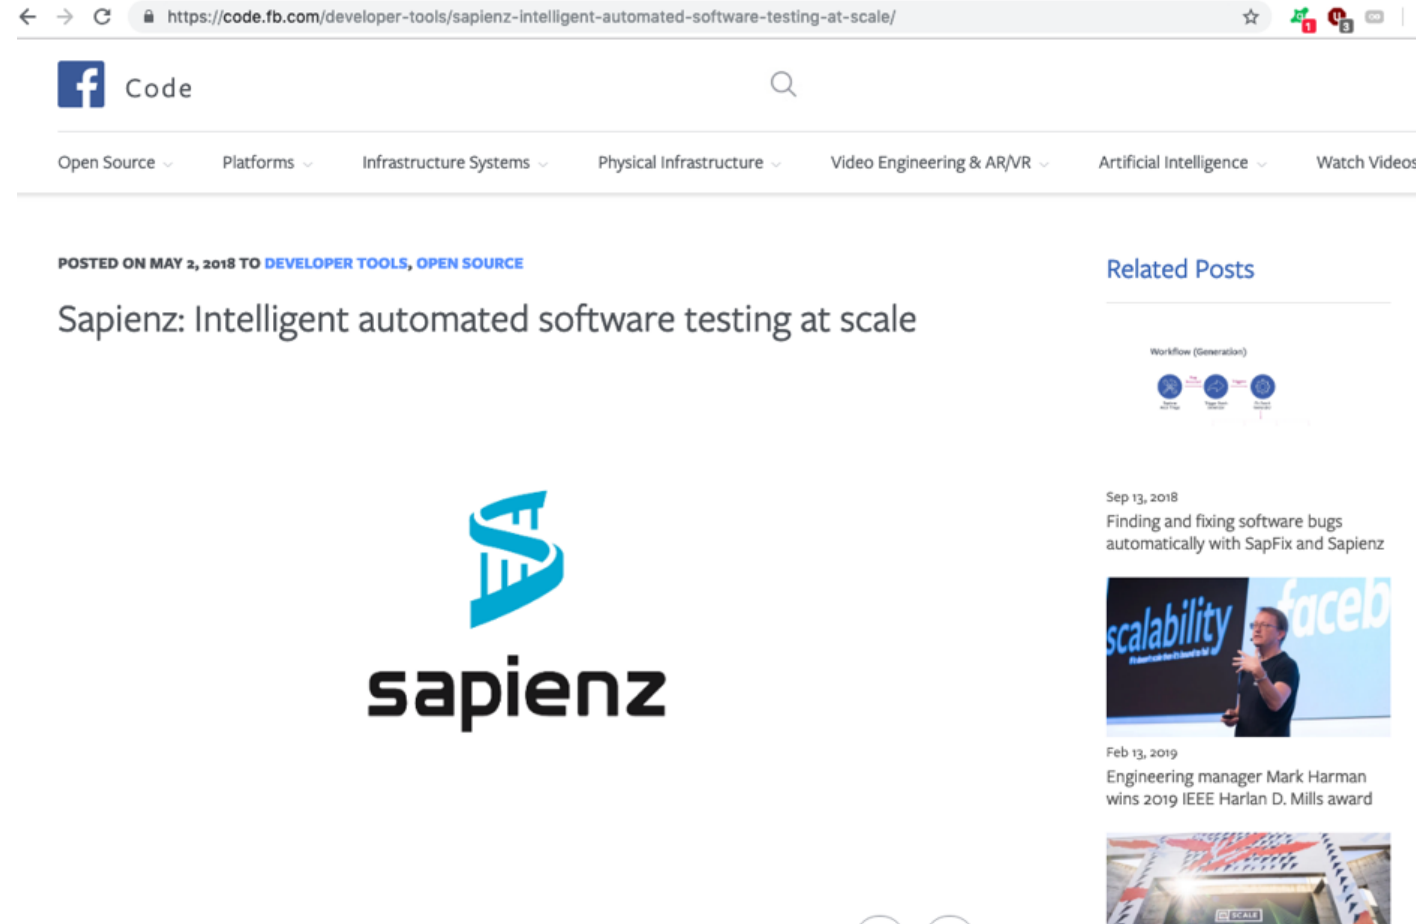 https://code.fb.com/developer-tools/sapienz-intelligent-automated-software-testing-at-scale/
1
3
Code
Open Source
Platforms
Infrastructure Systems
Physical Infrastructure
Video Engineering & AR/VR
Artificial Intelligence
Watch Videos
POSTED ON MAY 2, 2018 TO DEVELOPER TOOLS, OPEN SOURCE
Sapienz: Intelligent automated software testing at scale
sapienz
Related Posts
Workflow (Generation)
Sep 13, 2018
Finding and fixing software bugs
automatically with SapFix and Sapienz
scalability
faceb
Feb 13, 2019
Engineering manager Mark Harman
wins 2019 IEEE Harlan D. Mills award
SCALE